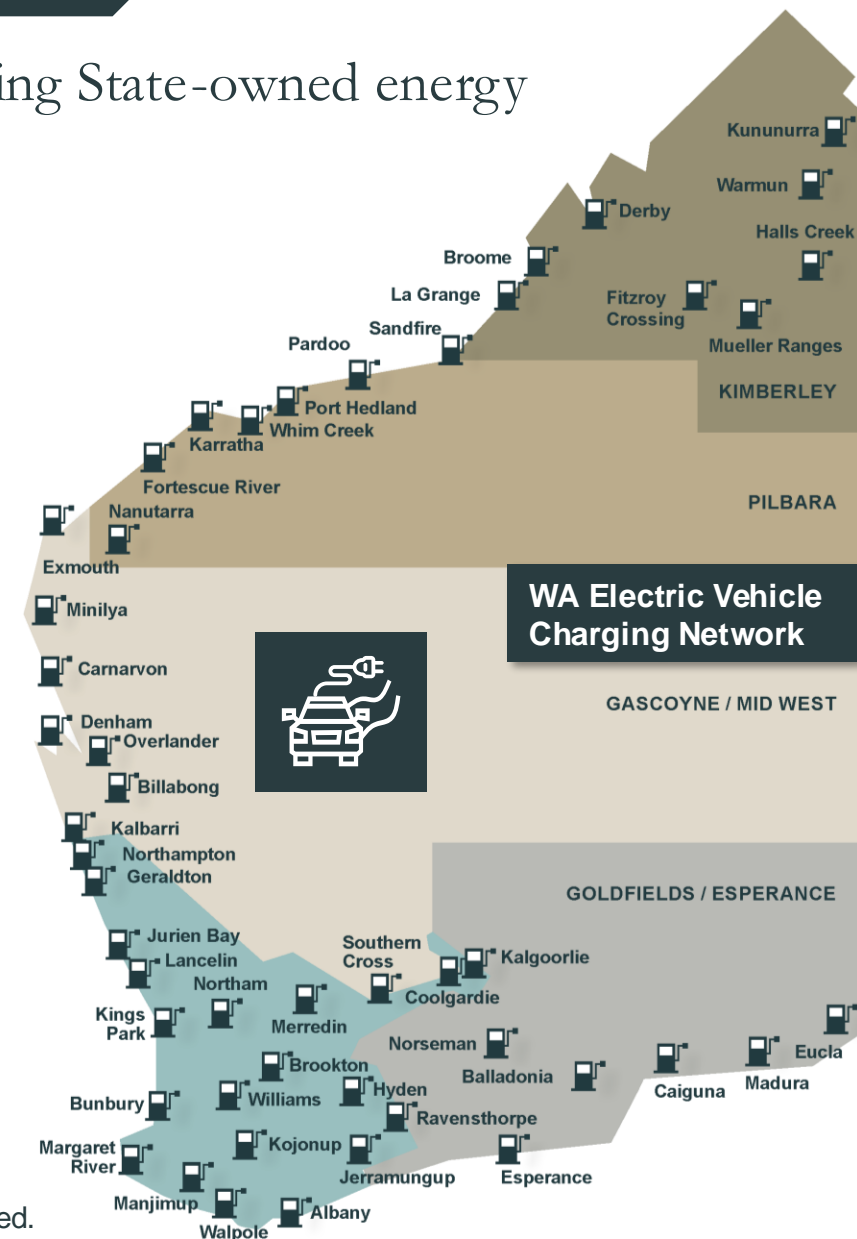 ing State-owned energy
Kununurra
Warmun
Derby
Halls Creek
Broome
La Grange
Fitzroy
Crossing
Sandfire
Pardoo
Mueller Ranges
KIMBERLEY
Port Hedland
Whim Creek
Karratha
Fortescue River
PILBARA
Nanutarra
Exmouth
WA Electric Vehicle
Charging Network
Minilya
Carnarvon
GASCOYNE / MID WEST
Denham
Overlander
Billabong
Kalbarri
Northampton
Geraldton
GOLDFIELDS / ESPERANCE
Jurien Bay
Lancelin
Southern
Cross
Kalgoorlie
Northam
Coolgardie
Kings
Park
Merredin
Norseman
Eucla
Brookton
Balladonia
Caiguna
Madura
Hyden
Williams
Bunbury
Ravensthorpe
Kojonup
Margaret
River
Jerramungup
Esperance
Manjimup
Albany
Walpole
ed.